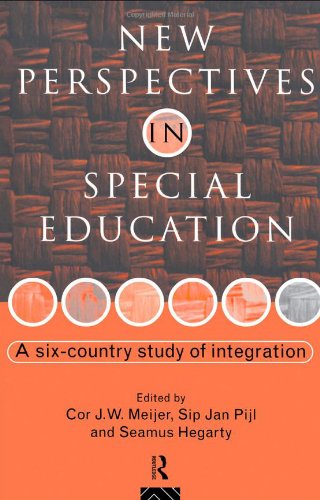 NEW
PERSPECTIVES
IN
SPECIAL
EDUCATION
A six-country study of integration
Edited by
Cor J.W. Meijer, Sip Jan Pijl
and Seamus Hegarty
ROUTLEDGE